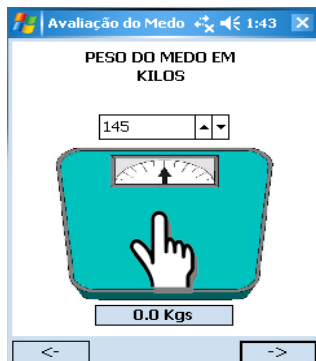 Avaliação do Medo 1:43
PESO DO MEDO EM
KILOS
145
0.0 Kgs
<- ->